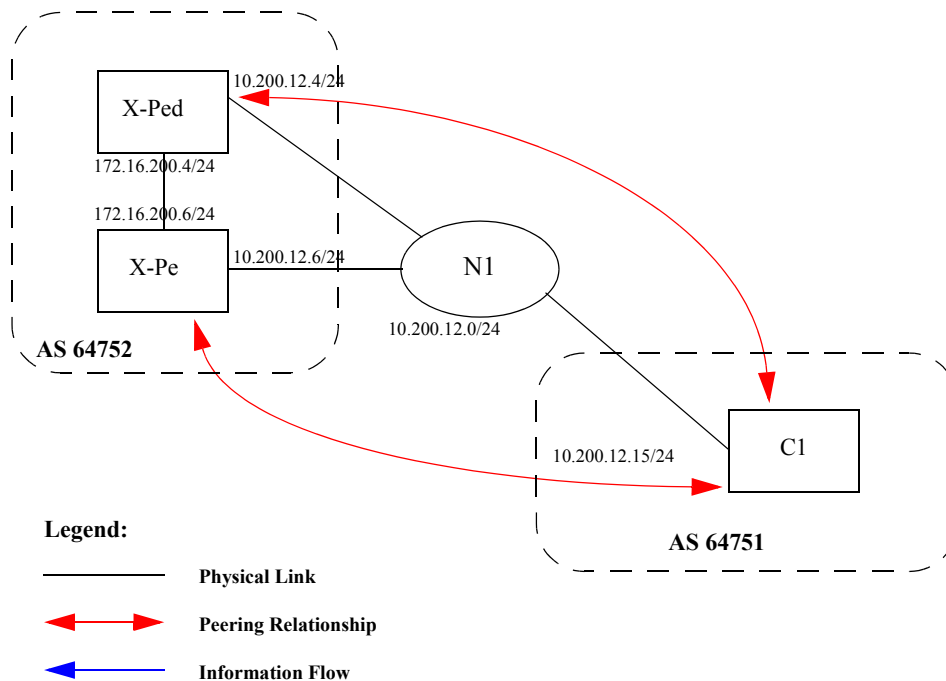 10.200.12.4/24
X-Ped
172.16.200.4/24
172.16.200.6/24
X-Pe
10.200.12.6/24
N1
10.200.12.0/24
AS 64752
C1
10.200.12.15/24
AS 64751
Legend:
Physical Link
Peering Relationship
Information Flow